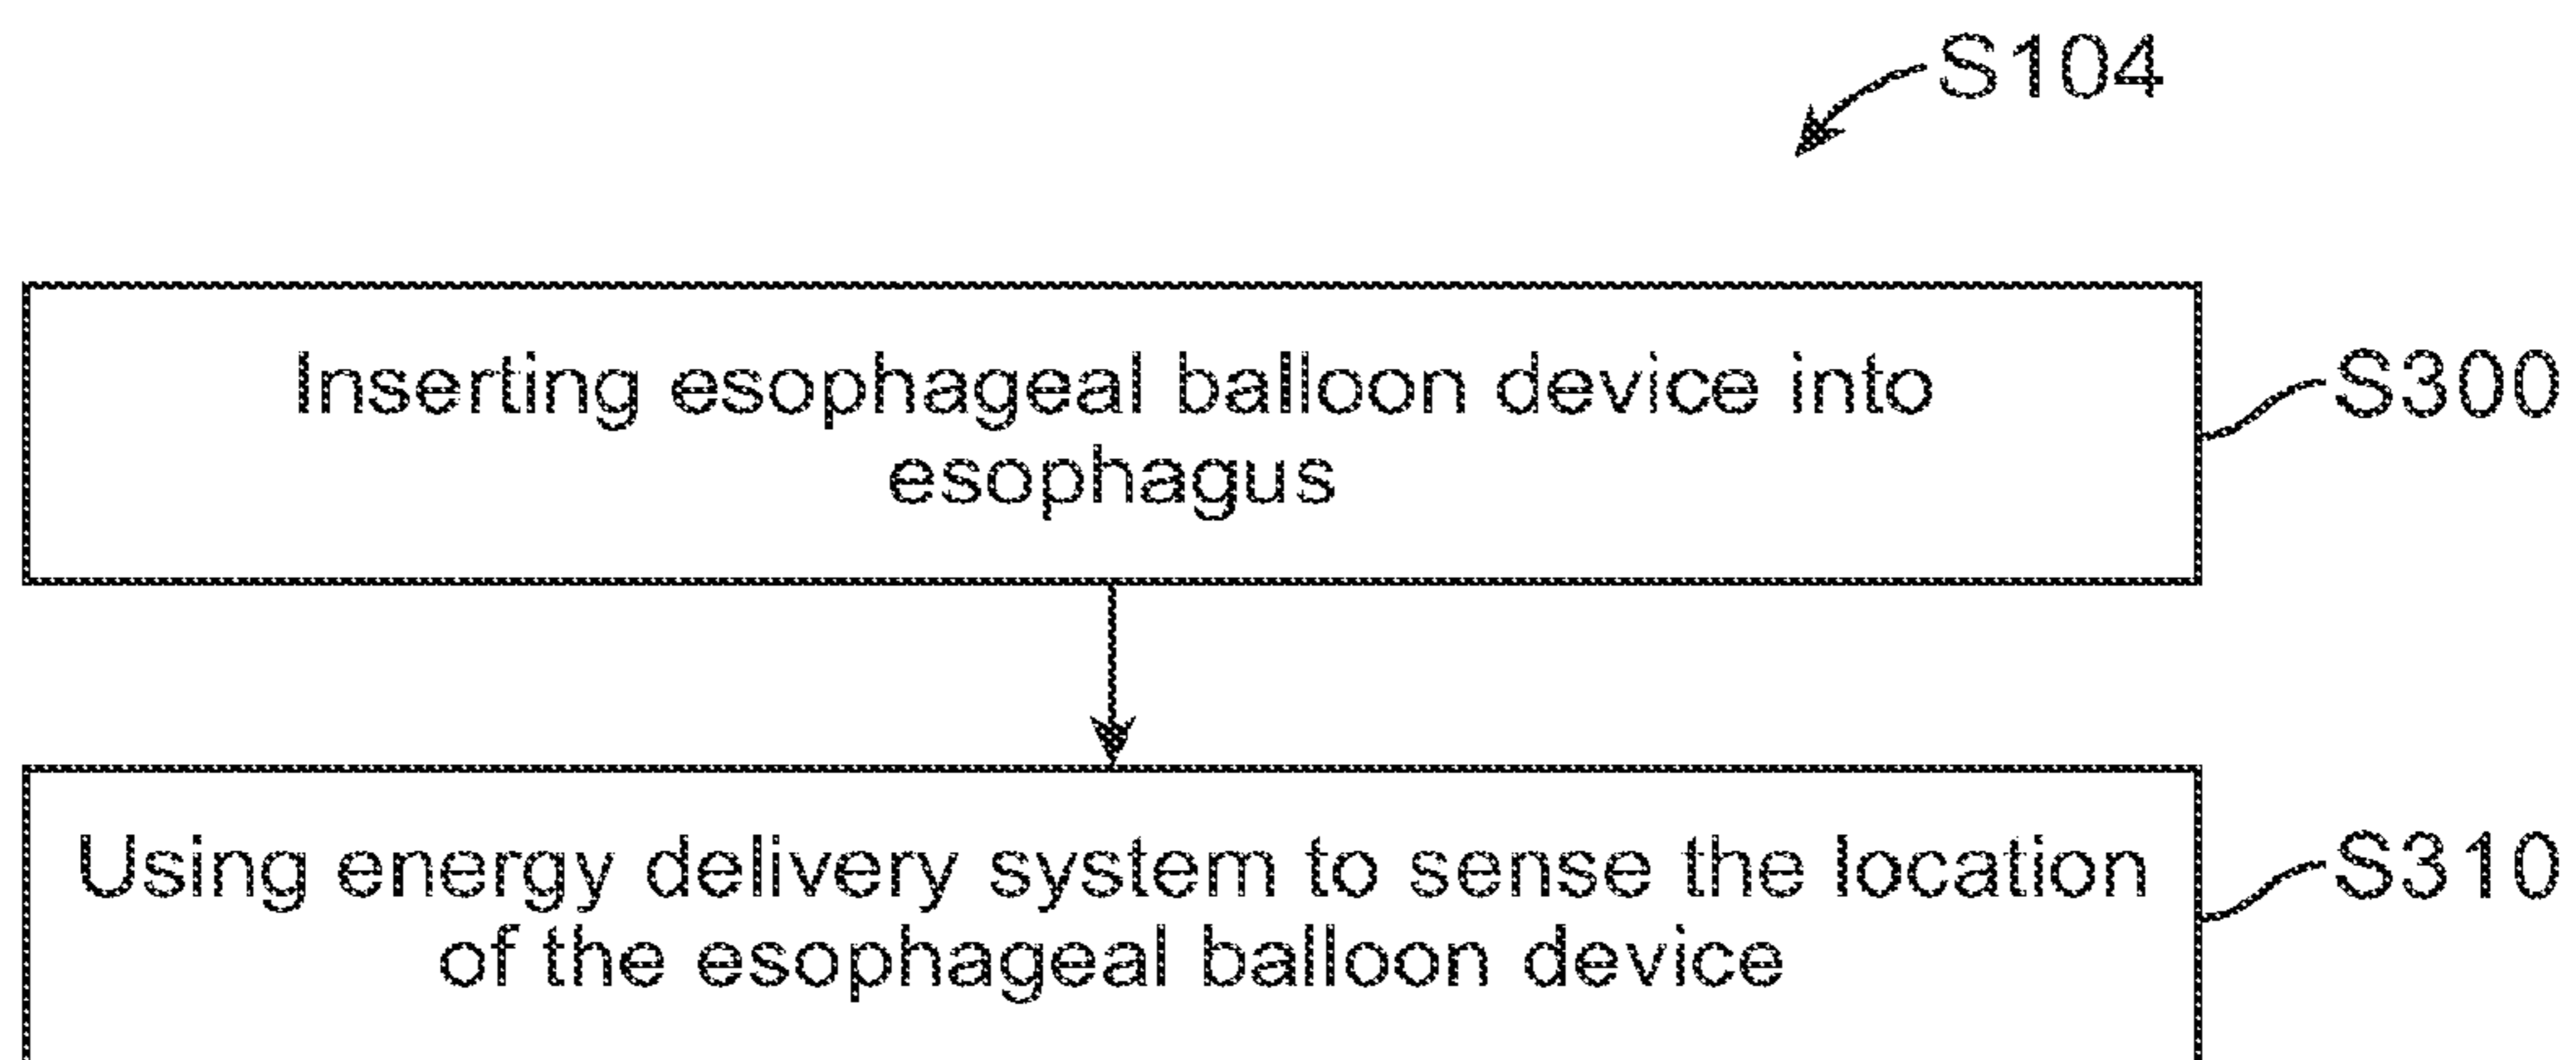 S104
Inserting esophageal balloon device into
esophagus
S300
Using energy delivery system to sense the location
of the esophageal balloon device
S310